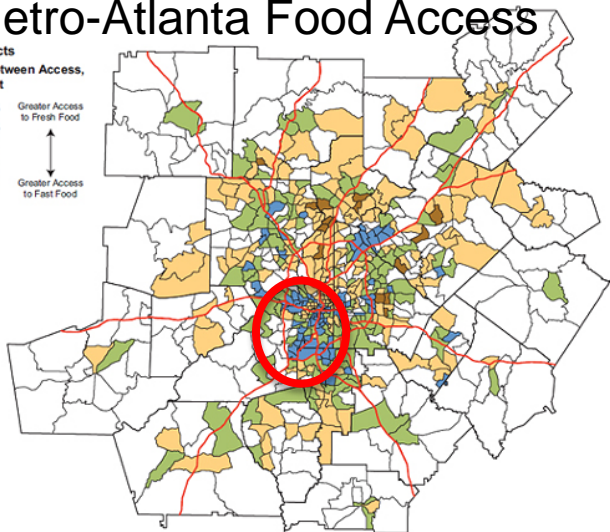 etro-Atlanta Food Access
cts
tween Access,
t
Greater Access
to Fresh Food
Greater Access
to Fast Food